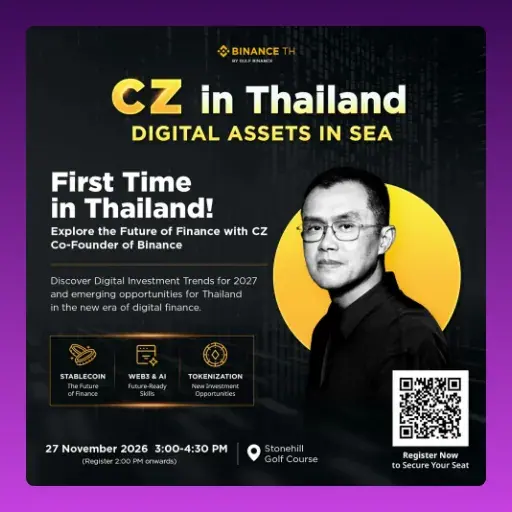 BINANCE TH
BY GULF BINANCE
CZ in Thailand
DIGITAL ASSETS IN SEA
First Time
in Thailand!
Explore the Future of Finance with CZ
Co-Founder of Binance
Discover Digital Investment Trends for 2027
and emerging opportunities for Thailand
in the new era of digital finance.
STABLECOIN
The Future
of Finance
WEB3 & AI
Future-Ready
Skills
TOKENIZATION
New Investment
Opportunities
27 November 2026 3:00-4:30 PM
(Register 2:00 PM onwards)
Stonehill
Golf Course
Register Now
to Secure Your Seat